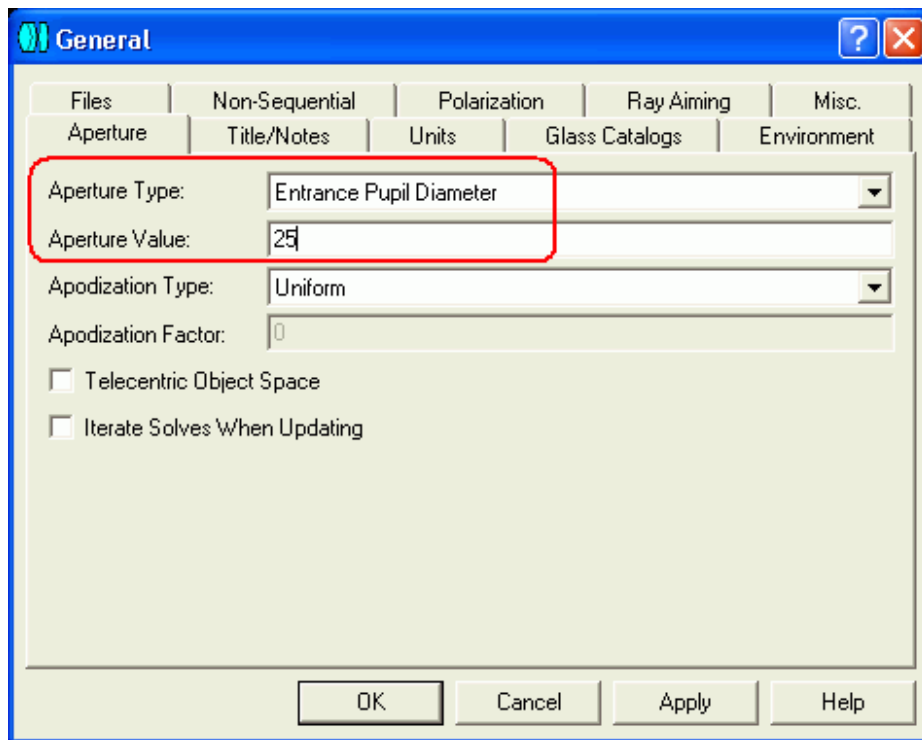 General
Files Non-Sequential Polarization Ray Aiming Misc.
Aperture Title/Notes Units Glass Catalogs Environment
Aperture Type: Entrance Pupil Diameter
Aperture Value: 25
Apodization Type: Uniform
Apodization Factor: 0
Telecentric Object Space
Iterate Solves When Updating
OK Cancel Apply Help